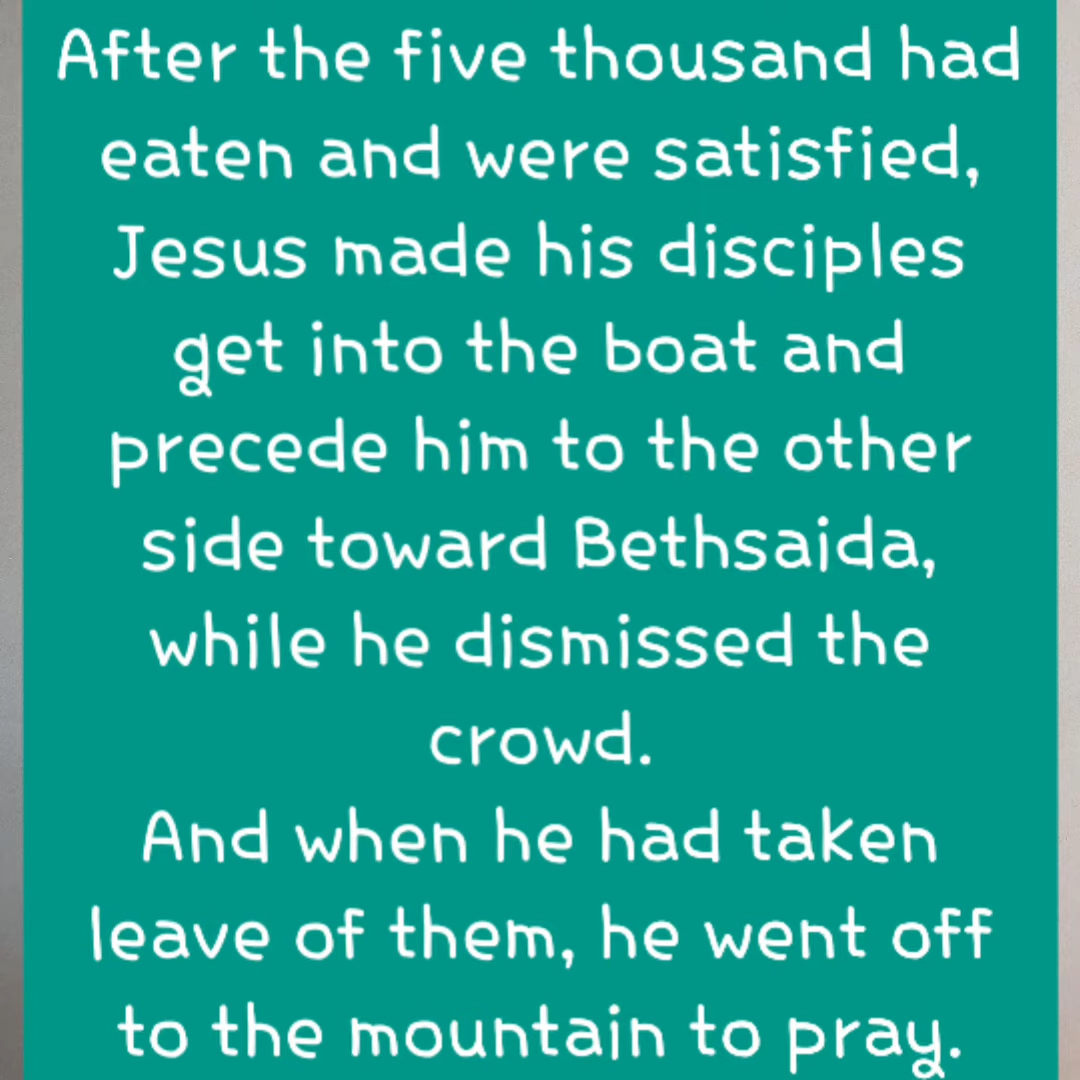 After the five thousand had
eaten and were satisfied,
Jesus made his disciples
get into the boat and
precede him to the other
side toward Bethsaida,
while he dismissed the
crowd.
And when he had taken
leave of them, he went off
to the mountain to pray.